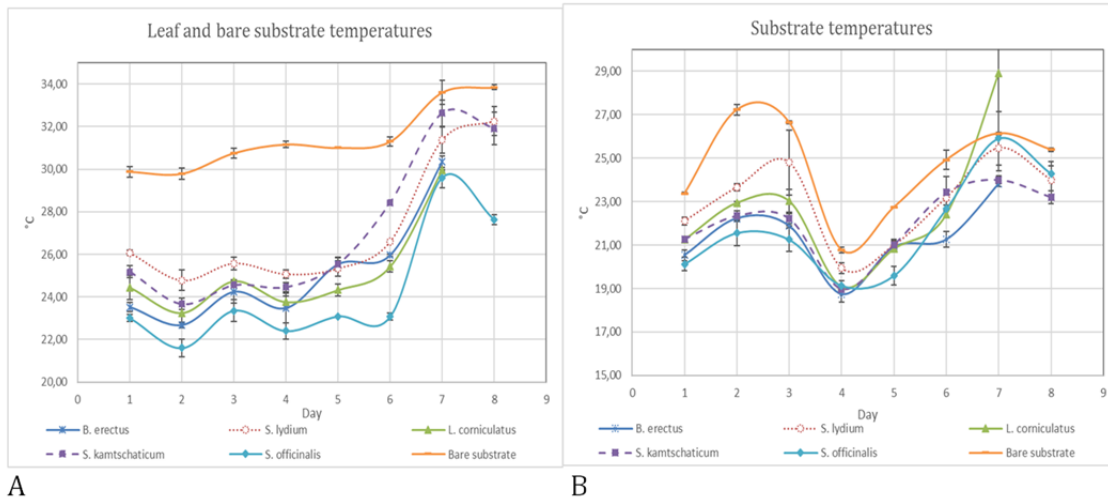 Leaf and bare substrate temperatures
34,00
32,00
30,00
28,00
26,00
24,00
22,00
20,00
°C
0 1 2 3 4 5 6 7 8 9
Day
B. erectus S. lydium L. corniculatus
S. kamtschaticum S. officinalis Bare substrate
A
Substrate temperatures
29,00
27,00
25,00
23,00
21,00
19,00
17,00
15,00
°C
0 1 2 3 4 5 6 7 8 9
Day
B. erectus S. lydium L. corniculatus
S. kamtschaticum S. officinalis Bare substrate
B